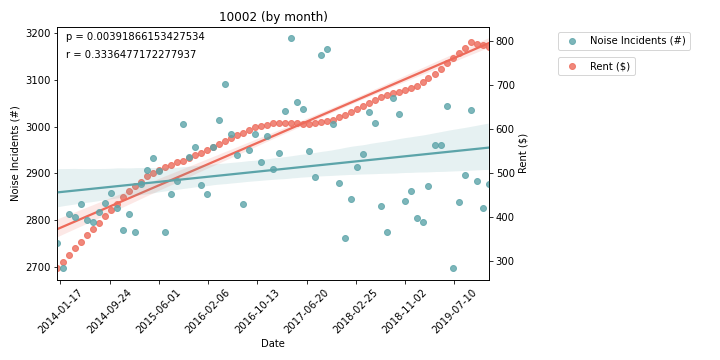 10002 (by month)
p = 0.00391866153427534
r = 0.3336477172277937
Noise Incidents (#)
Rent ($)
3200
3100
3000
2900
2800
2700
Noise Incidents (#)
800
700
600
500
400
300
Rent ($)
2014-01-17
2014-09-24
2015-06-01
2016-02-06
2016-10-13
2017-06-20
2018-02-25
2018-11-02
2019-07-10
Date